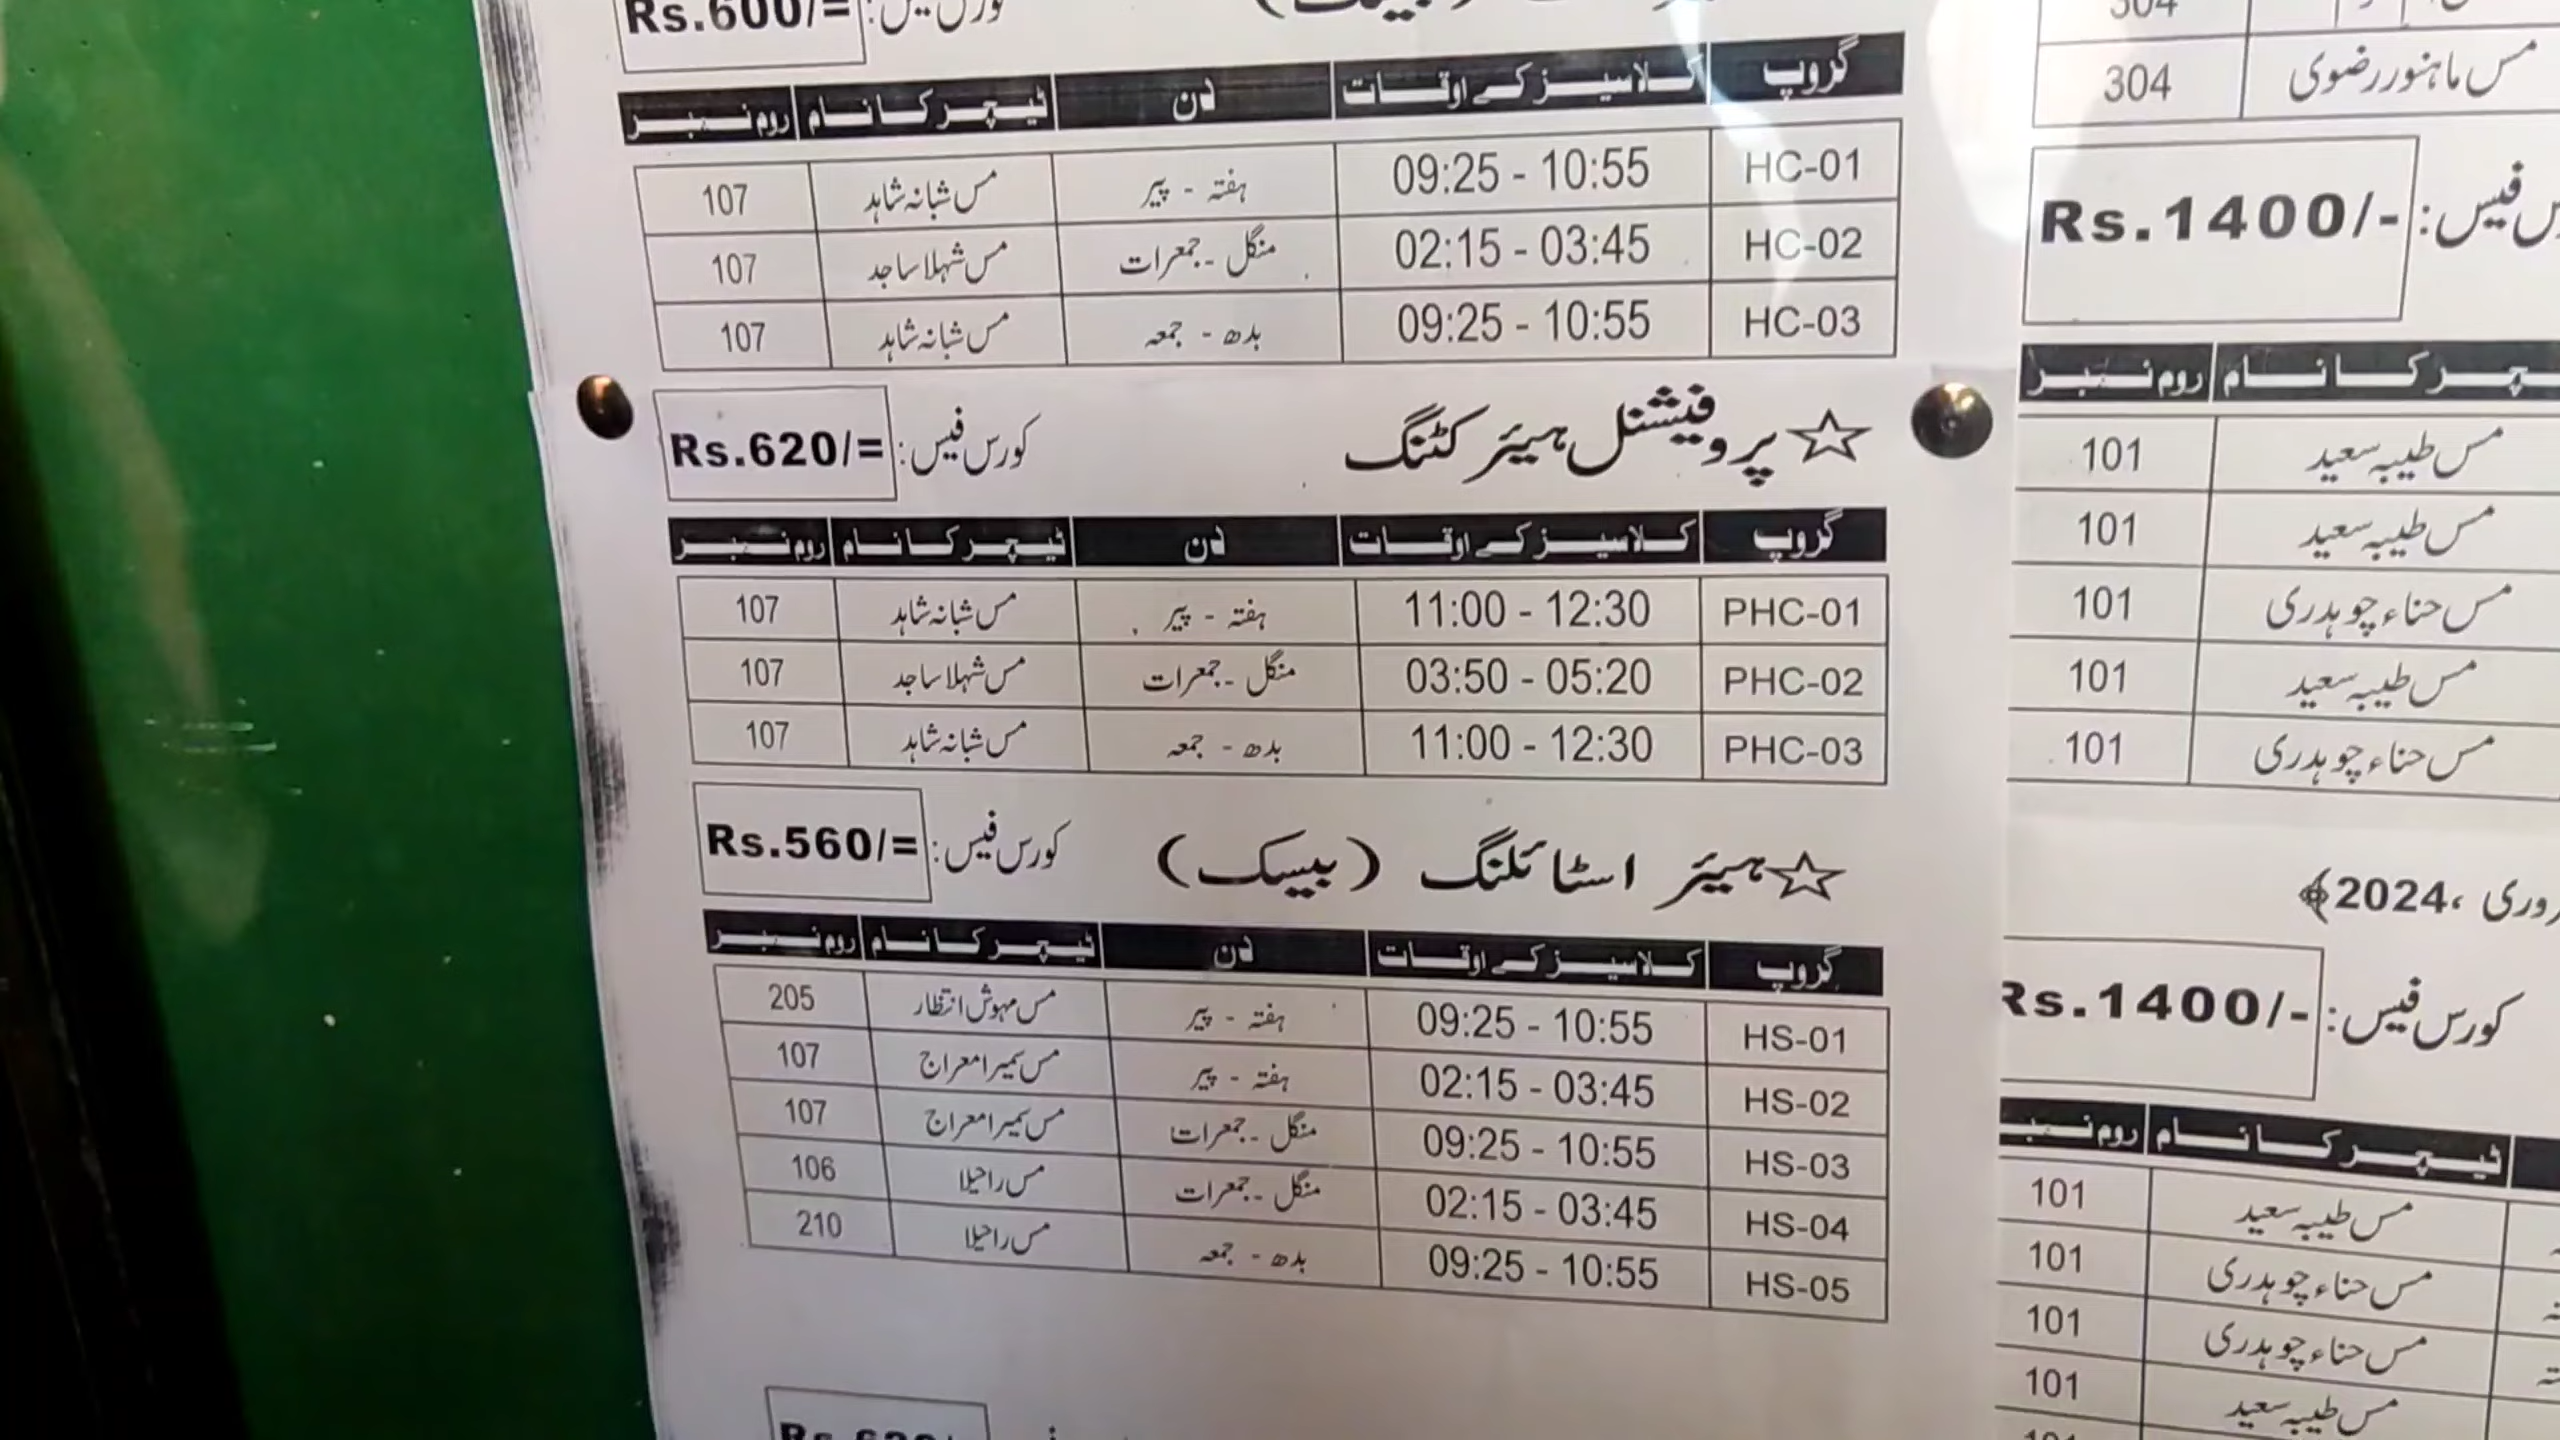 کورس فیس: Rs.600/=
گروپ کلاسیز کے اوقات دن ٹیچر کا نام روم نمبر
HC-01 09:25 - 10:55 ہفتہ - پیر مس شبانہ شاہد 107
HC-02 02:15 - 03:45 منگل - جمعرات مس شہلا ساجد 107
HC-03 09:25 - 10:55 بدھ - جمعہ مس شبانہ شاہد 107
☆ پروفیشنل ہیئر کٹنگ کورس فیس: Rs.620/=
گروپ کلاسیز کے اوقات دن ٹیچر کا نام روم نمبر
PHC-01 11:00 - 12:30 ہفتہ - پیر مس شبانہ شاہد 107
PHC-02 03:50 - 05:20 منگل - جمعرات مس شہلا ساجد 107
PHC-03 11:00 - 12:30 بدھ - جمعہ مس شبانہ شاہد 107
☆ ہیئر اسٹائلنگ (بیسک) کورس فیس: Rs.560/=
گروپ کلاسیز کے اوقات دن ٹیچر کا نام روم نمبر
HS-01 09:25 - 10:55 ہفتہ - پیر مس مہوش انتظار 205
HS-02 02:15 - 03:45 ہفتہ - پیر مس سمیرا معراج 107
HS-03 09:25 - 10:55 منگل - جمعرات مس سمیرا معراج 107
HS-04 02:15 - 03:45 منگل - جمعرات مس راحیلا 106
HS-05 09:25 - 10:55 بدھ - جمعہ مس راحیلا 210
304
مس ماہنور رضوی 304
فیس: Rs.1400/-
کا نام روم نمبر
مس طیبہ سعید 101
مس طیبہ سعید 101
مس حناء چوہدری 101
مس طیبہ سعید 101
مس حناء چوہدری 101
2024،
کورس فیس: Rs.1400/-
ٹیچر کا نام روم نمبر
مس طیبہ سعید 101
مس حناء چوہدری 101
مس حناء چوہدری 101
مس طیبہ سعید 101